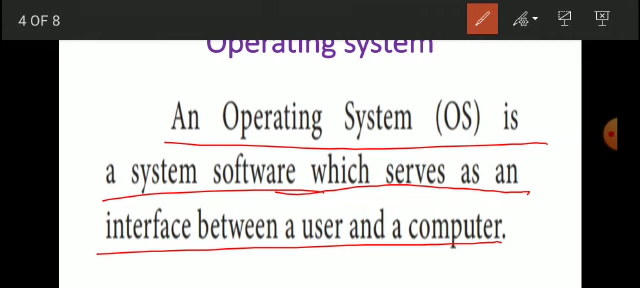 4 OF 8
Operating system
An Operating System (OS) is
a system software which serves as an
interface between a user and a computer.